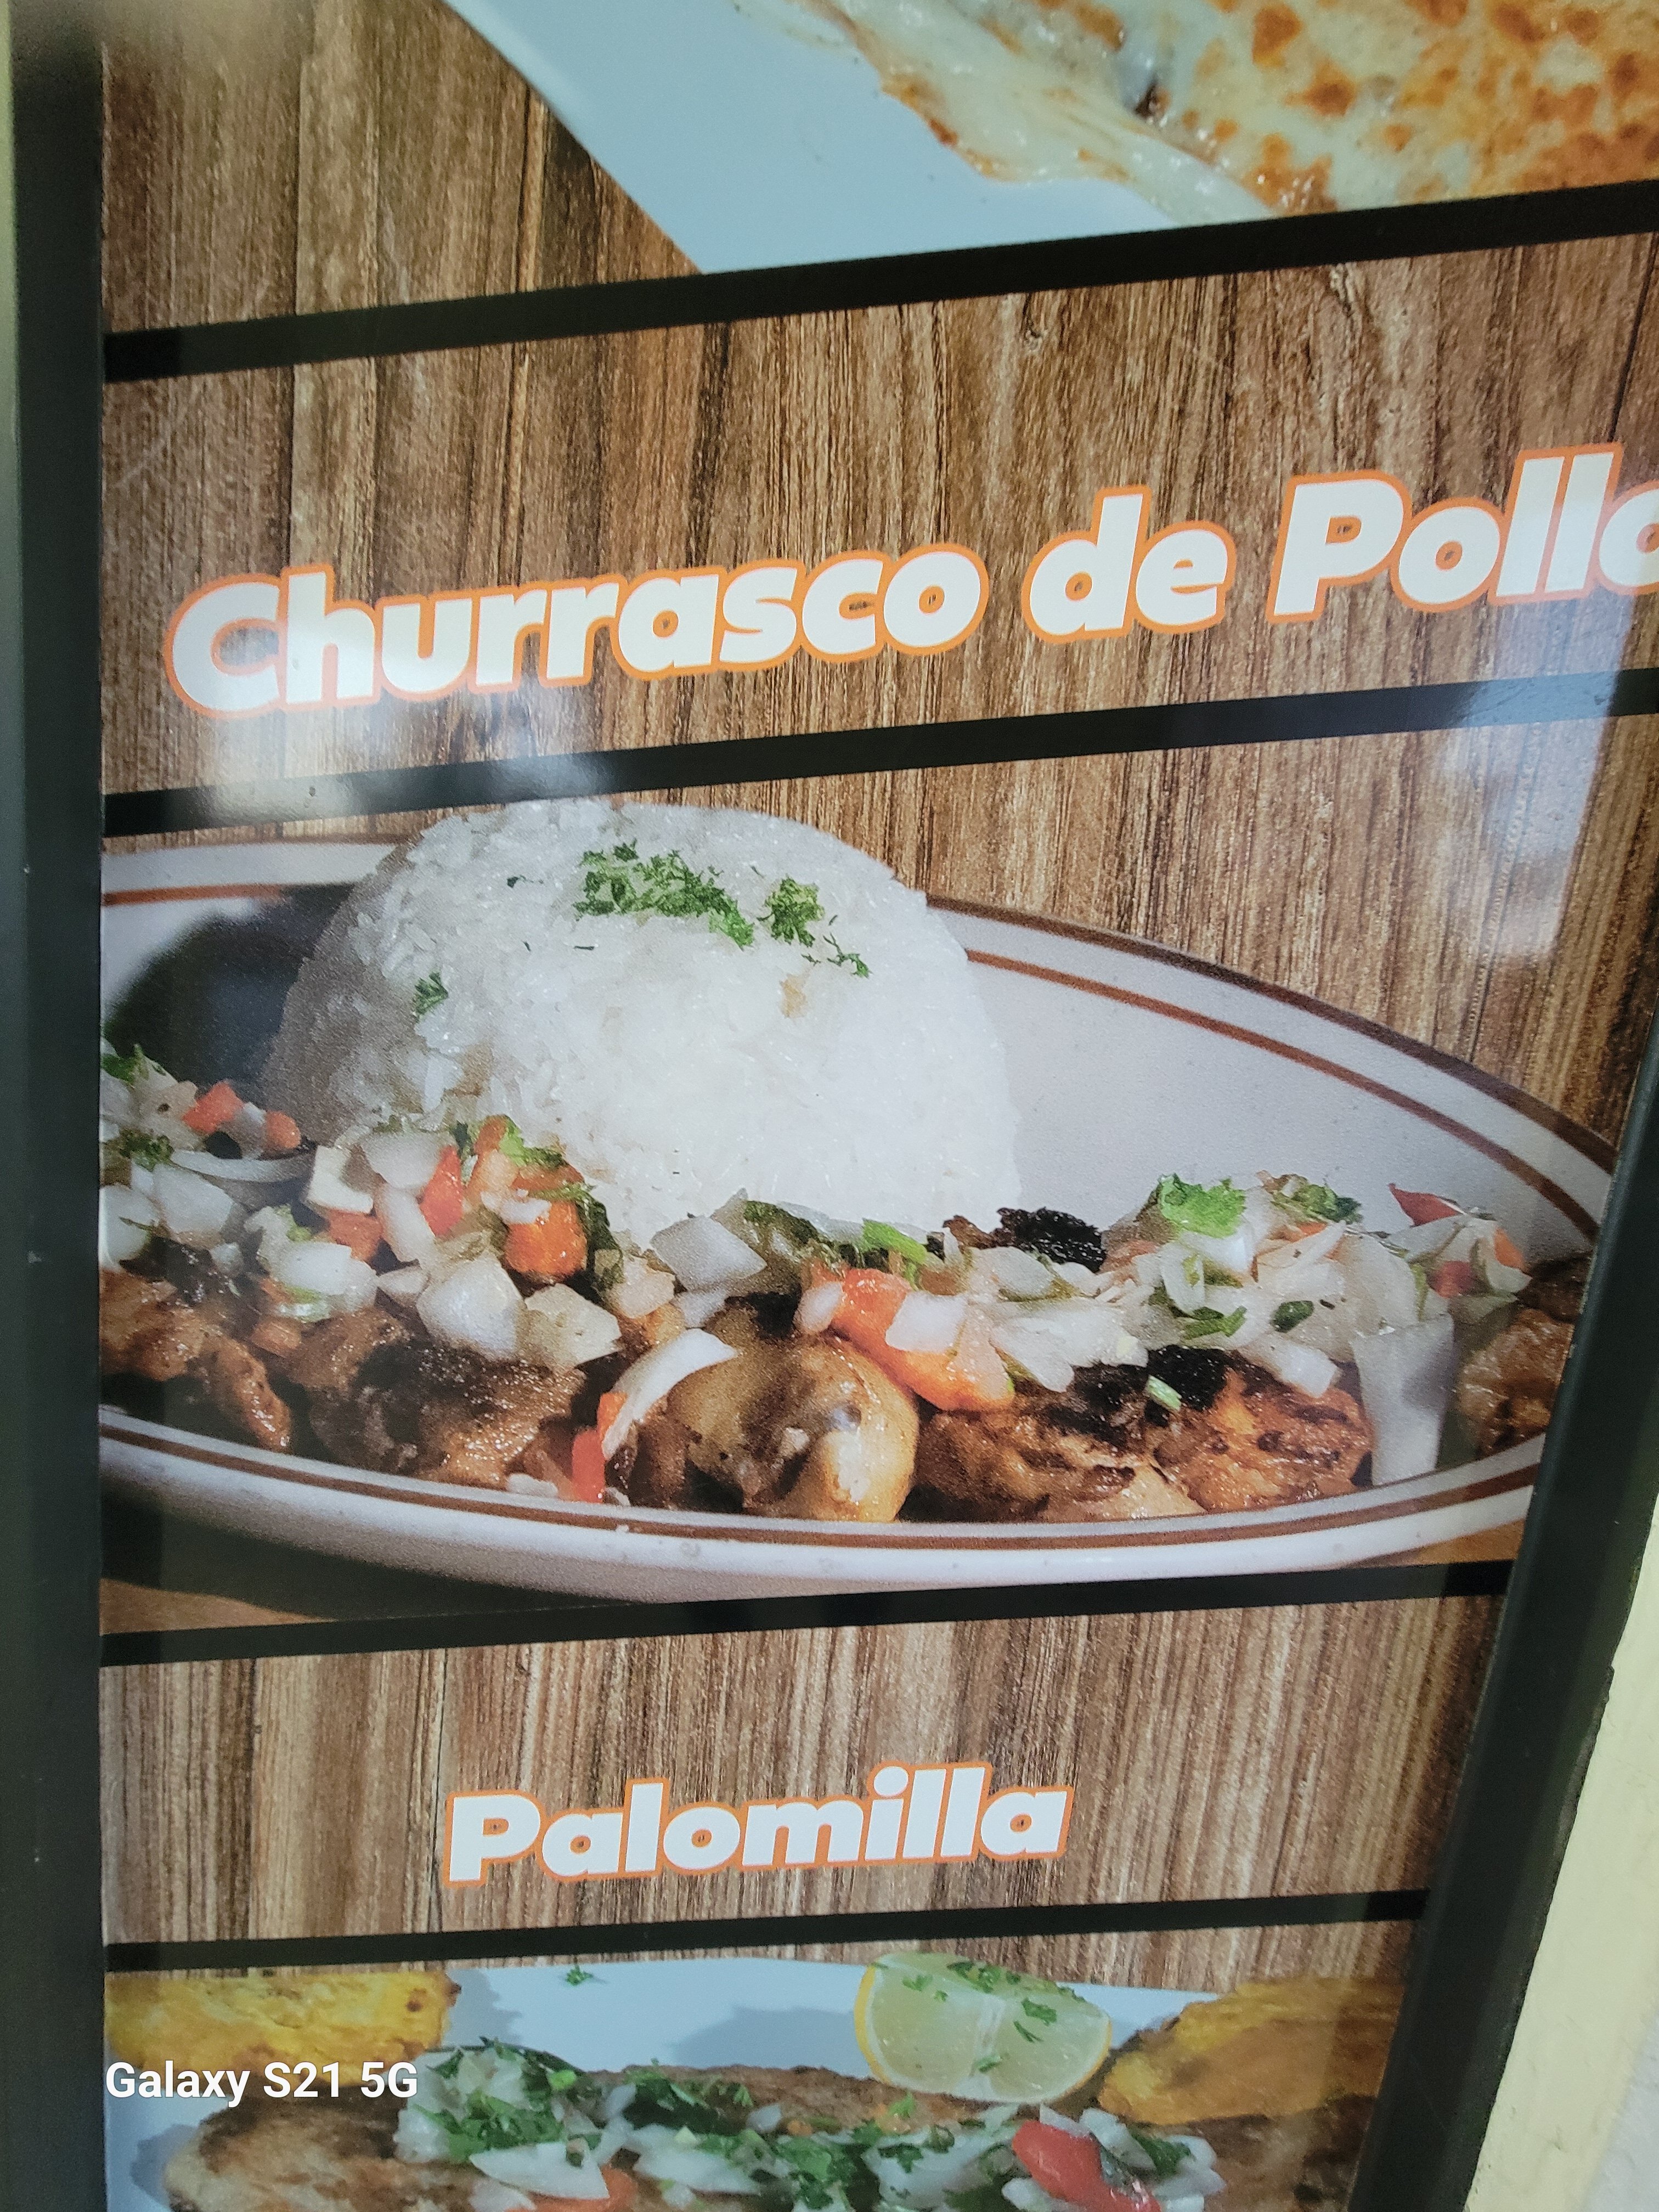 Churrasco de Pollo
Palomilla
Galaxy S21 5G